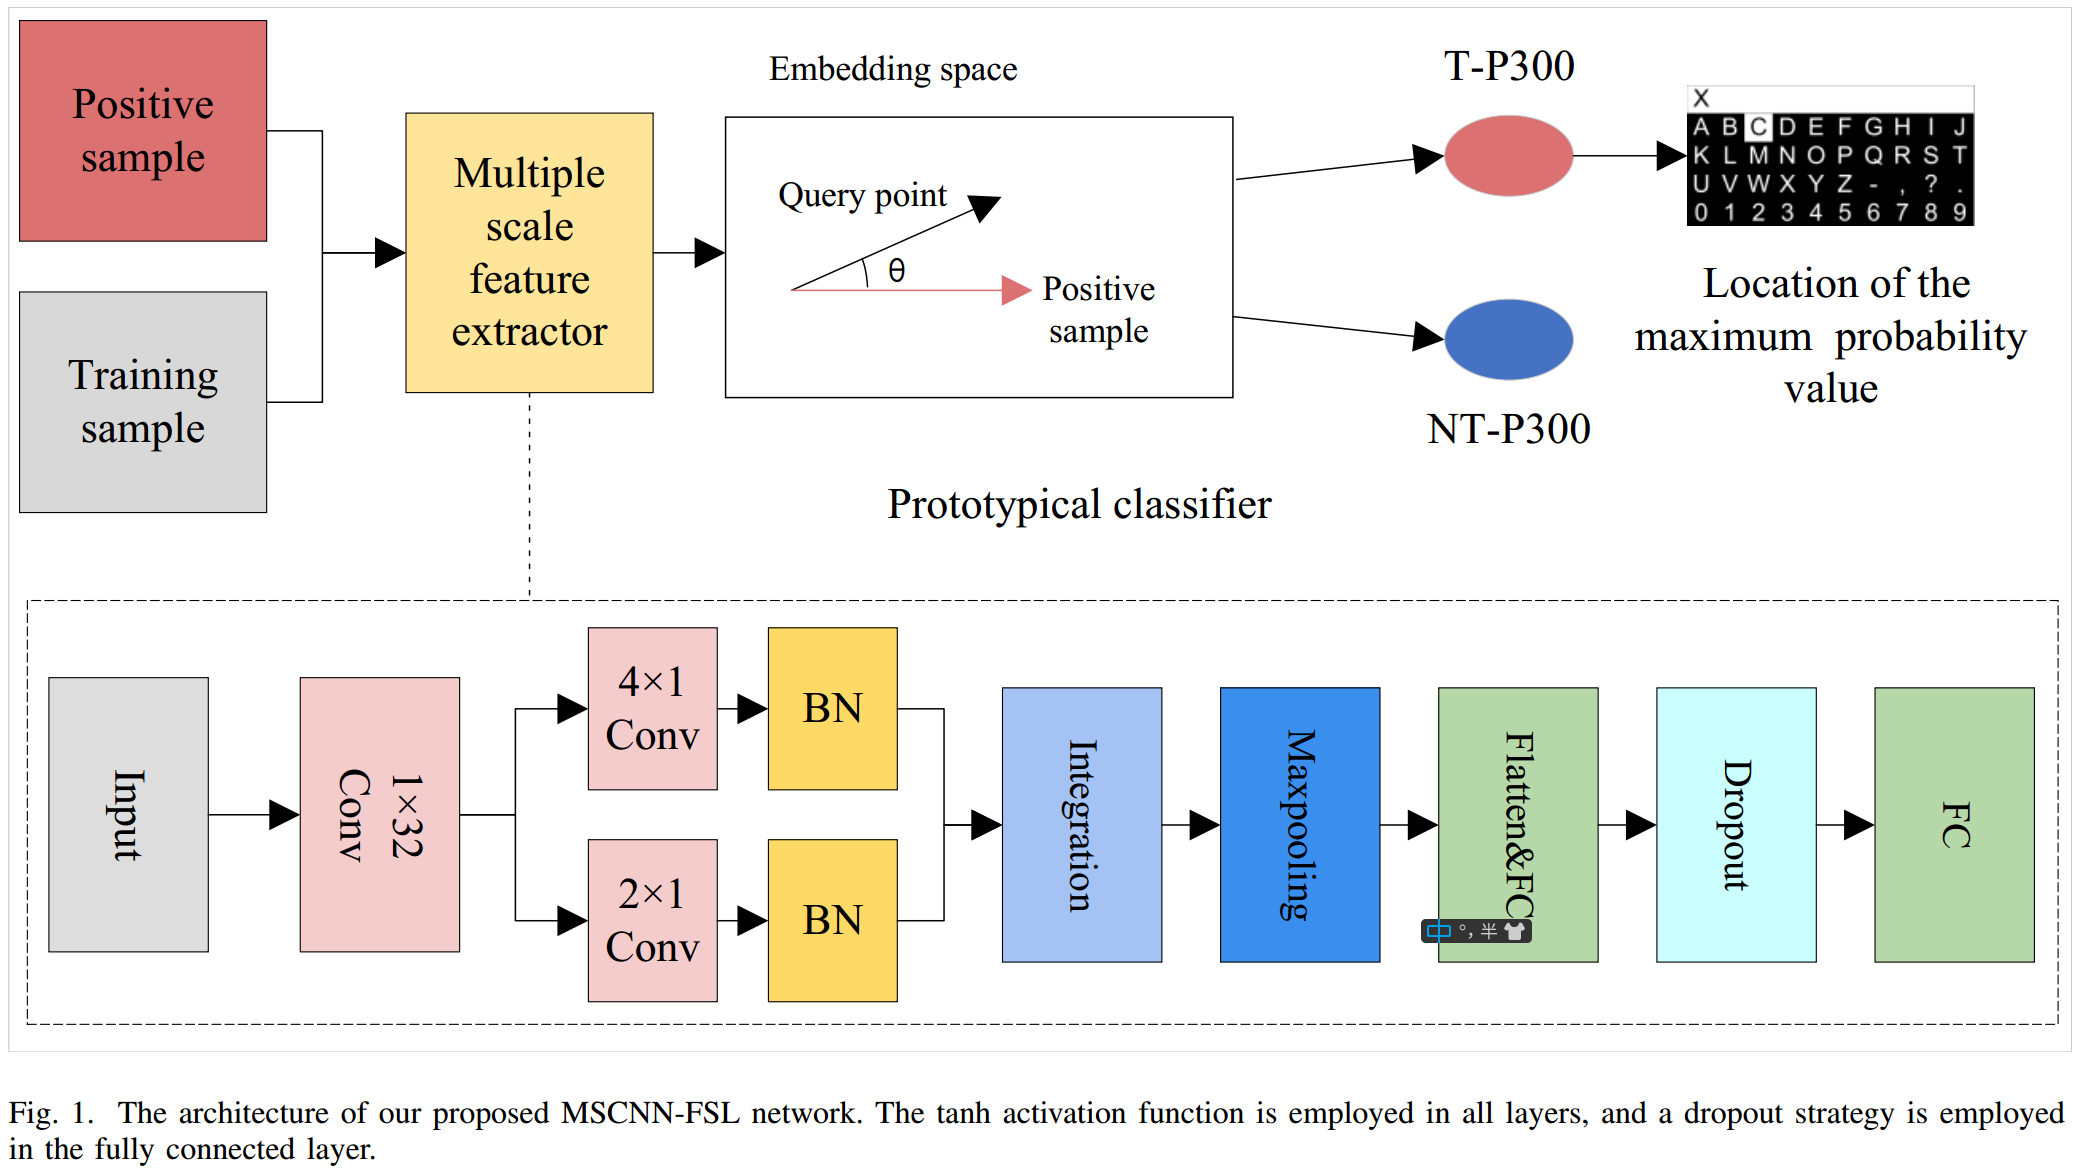 Positive
sample
Training
sample
Multiple
scale
feature
extractor
Embedding space
Query point
θ
Positive
sample
T-P300
NT-P300
X
A B C D E F G H I J
K L M N O P Q R S T
U V W X Y Z - , ? .
0 1 2 3 4 5 6 7 8 9
Location of the
maximum probability
value
Prototypical classifier
Input
1×32
Conv
4×1
Conv
BN
2×1
Conv
BN
Integration
Maxpooling
Flatten&FC
Dropout
FC
中 °, 半
Fig. 1. The architecture of our proposed MSCNN-FSL network. The tanh activation function is employed in all layers, and a dropout strategy is employed
in the fully connected layer.